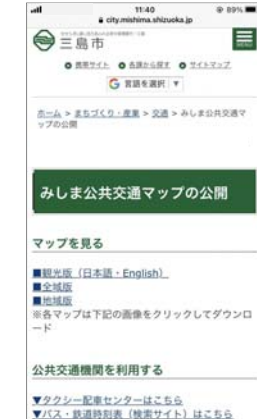 11:40
89%
city.mishima.shizuoka.jp
三島市
MENU
携帯サイト 各課から探す サイトマップ
G 言語を選択 ▼
ホーム > まちづくり・産業 > 交通 > みしま公共交通マ
ップの公開
みしま公共交通マップの公開
マップを見る
■観光版（日本語・English）
■全域版
■地域版
※各マップは下記の画像をクリックしてダウンロ
ード
公共交通機関を利用する
▼タクシー配車センターはこちら
▼バス・鉄道時刻表（検索サイト）はこちら